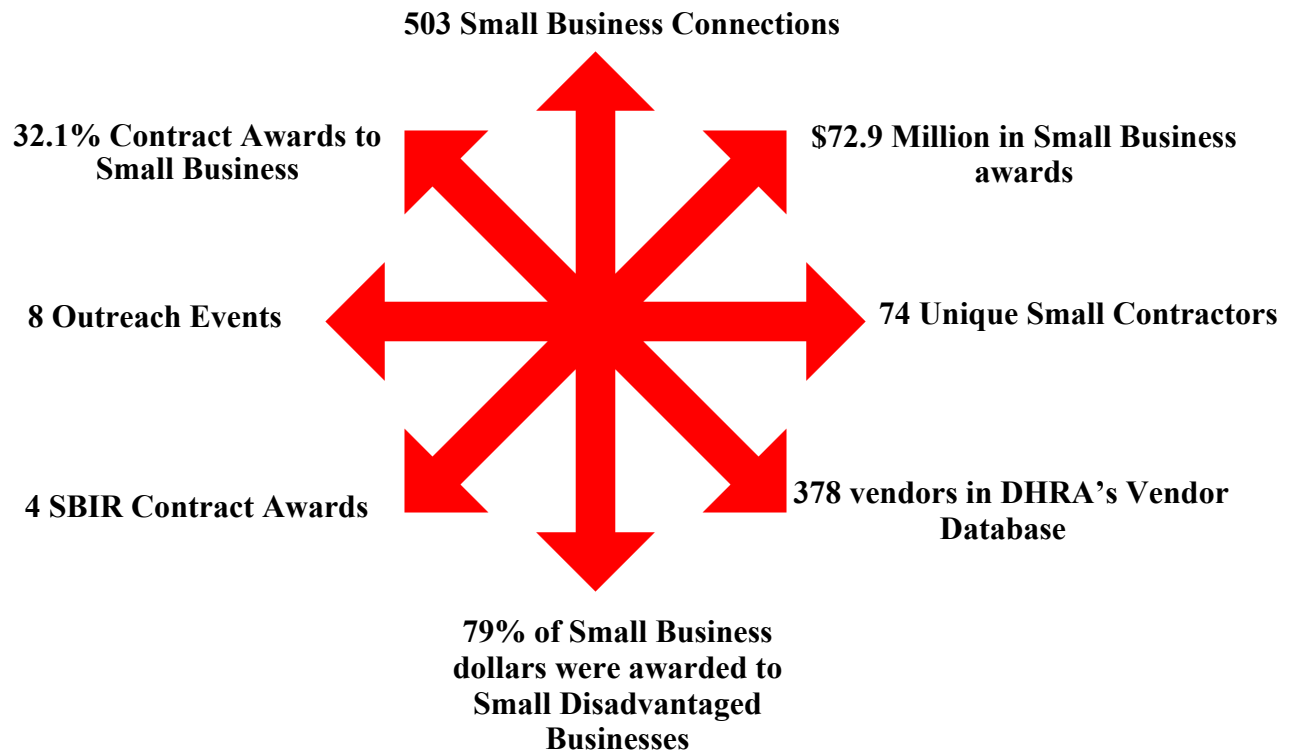 503 Small Business Connections
32.1% Contract Awards to
Small Business
$72.9 Million in Small Business
awards
8 Outreach Events
74 Unique Small Contractors
4 SBIR Contract Awards
378 vendors in DHRA’s Vendor
Database
79% of Small Business
dollars were awarded to
Small Disadvantaged
Businesses